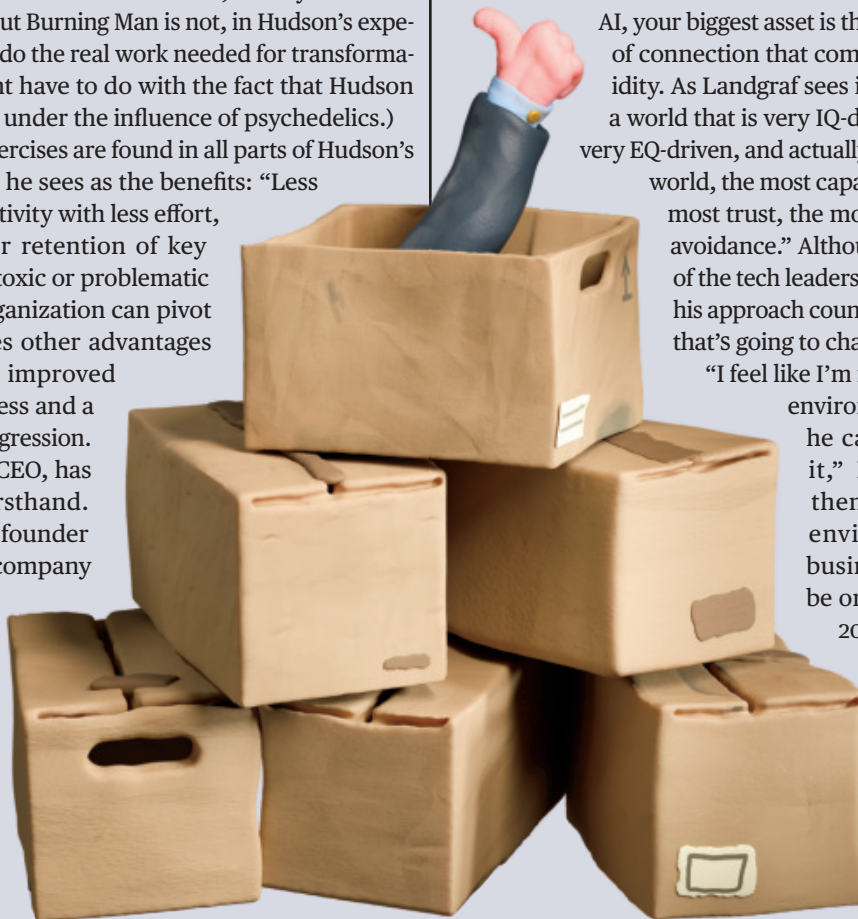 ut Burning Man is not, in Hudson’s expe-
do the real work needed for transforma-
nt have to do with the fact that Hudson
under the influence of psychedelics.)
ercises are found in all parts of Hudson’s
he sees as the benefits: “Less
tivity with less effort,
r retention of key
toxic or problematic
ganization can pivot
es other advantages
improved
ess and a
gression.
CEO, has
rsthand.
founder
company
AI, your biggest asset is th
of connection that com
idity. As Landgraf sees i
a world that is very IQ-d
very EQ-driven, and actually
world, the most capa
most trust, the mo
avoidance.” Althou
of the tech leaders
his approach coun
that’s going to cha
“I feel like I’m
enviro
he ca
it,”
then
envi
busin
be or
20